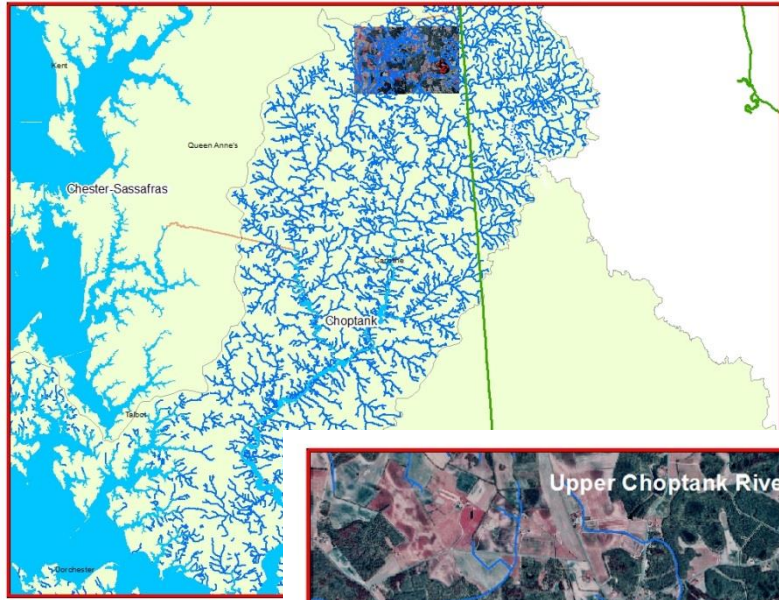 Kent
Queen Anne's
Chester-Sassafras
Caroline
Choptank
Talbot
Dorchester
Upper Choptank Rive